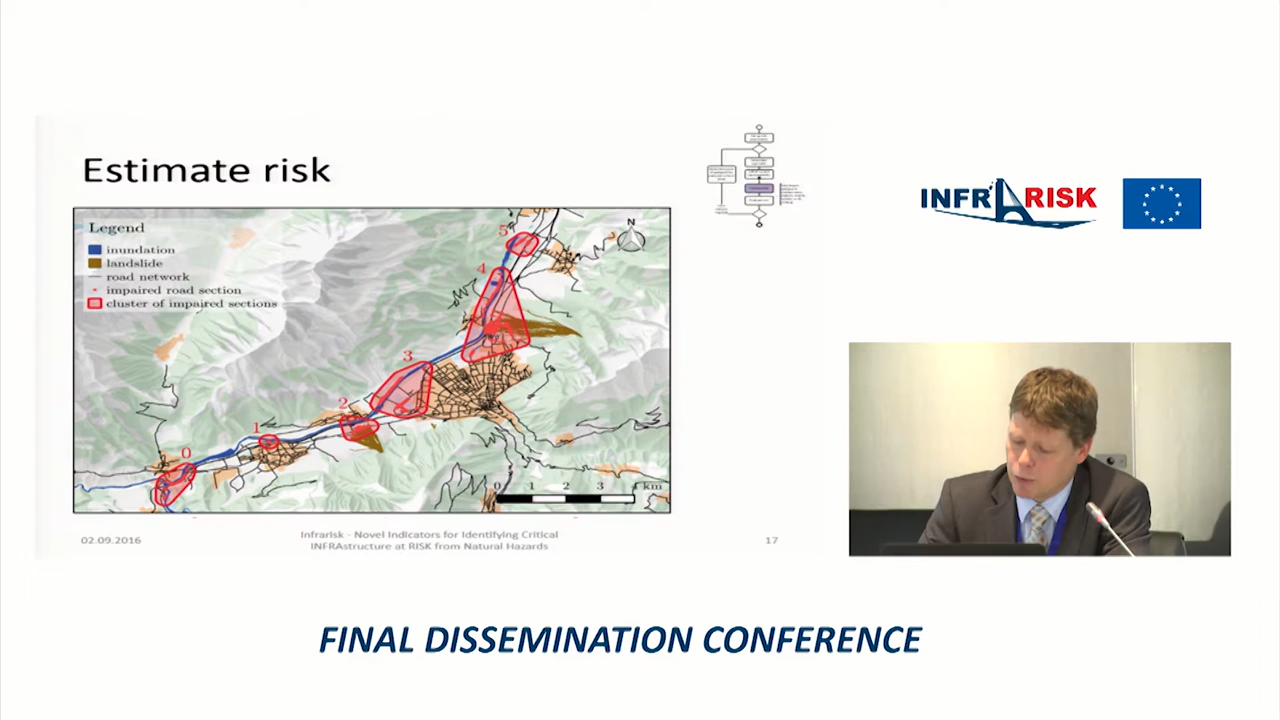 Estimate risk
Legend
inundation
landslide
road network
impaired road section
cluster of impaired sections
N
5
4
3
2
1
0
0 1 2 3 4 km
02.09.2016
Infrarisk - Novel Indicators for Identifying Critical
INFRAstructure at RISK from Natural Hazards
17
INFRARISK
FINAL DISSEMINATION CONFERENCE